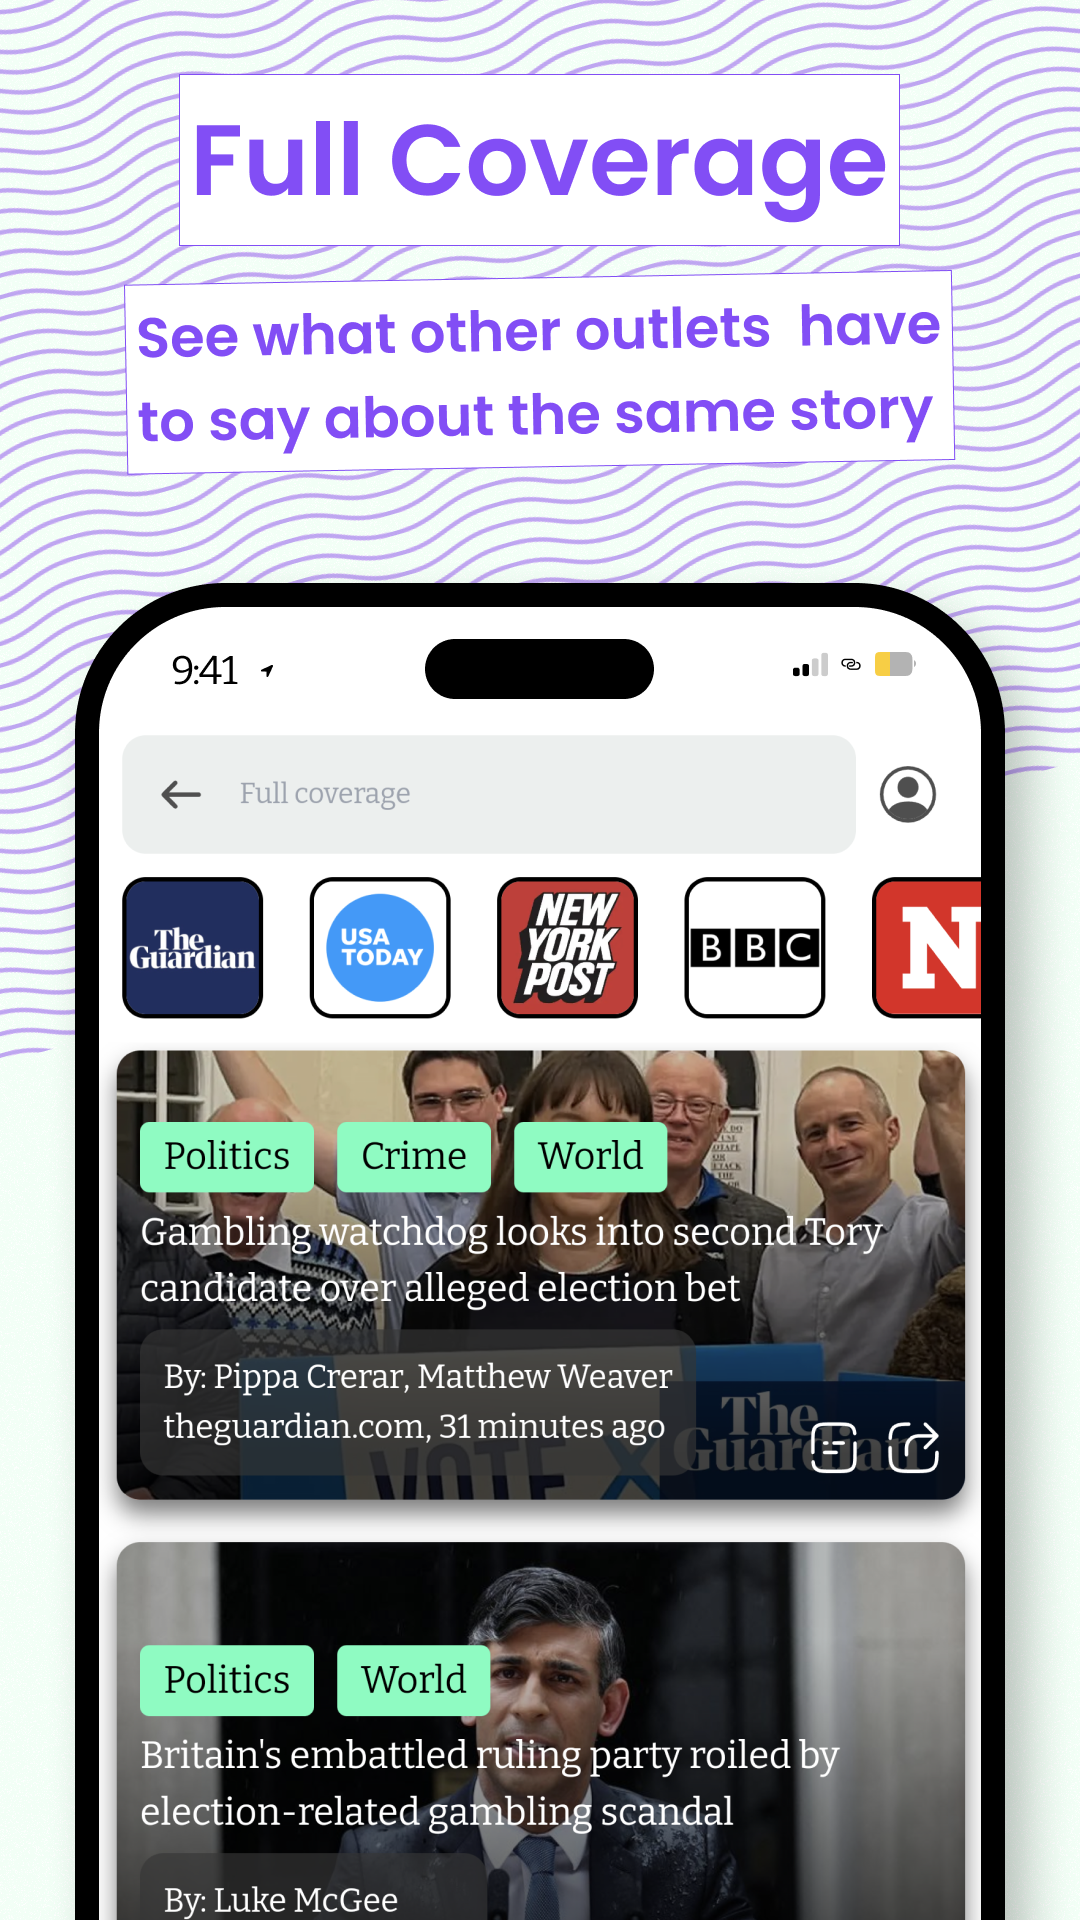 Full Coverage
See what other outlets have
to say about the same story
9:41
Full coverage
The
Guardian
USA
TODAY
NEW
YORK
POST
BBC
N
Politics
Crime
World
Gambling watchdog looks into second Tory
candidate over alleged election bet
By: Pippa Crerar, Matthew Weaver
theguardian.com, 31 minutes ago
VOTE
The
Guardian
Politics
World
Britain's embattled ruling party roiled by
election-related gambling scandal
By: Luke McGee